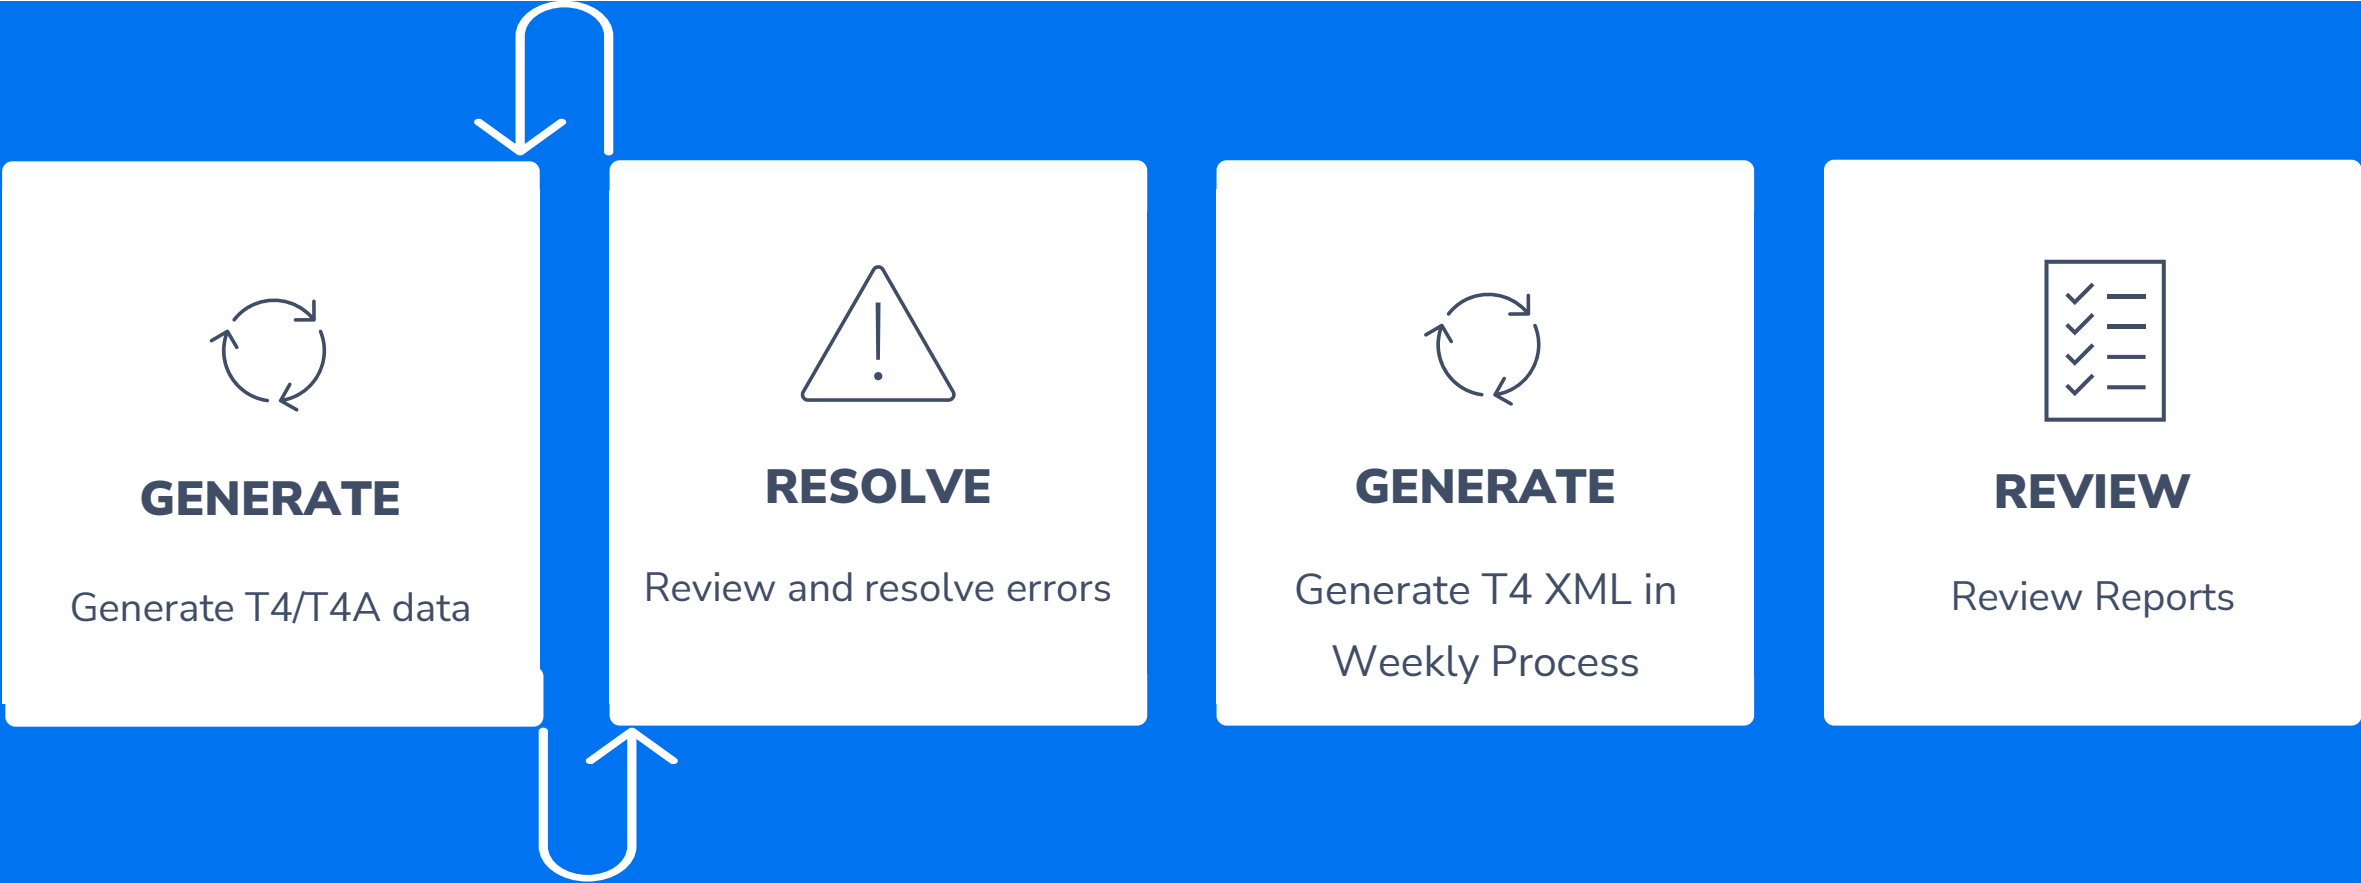 GENERATE
Generate T4/T4A data
RESOLVE
Review and resolve errors
GENERATE
Generate T4 XML in
Weekly Process
REVIEW
Review Reports